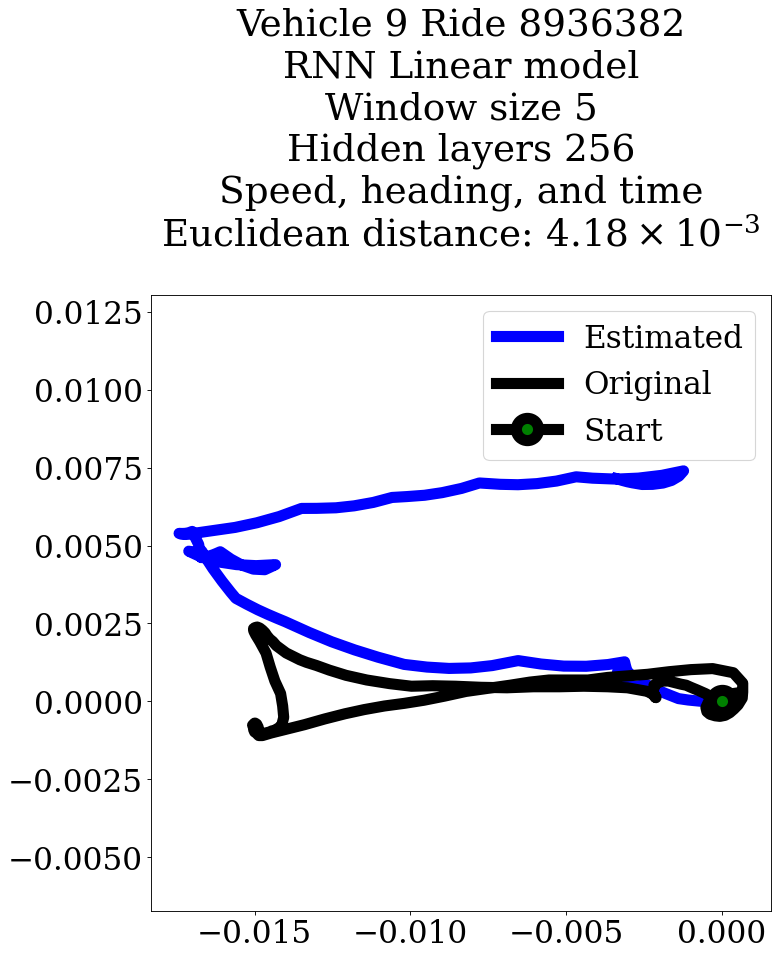 Vehicle 9 Ride 8936382
RNN Linear model
Window size 5
Hidden layers 256
Speed, heading, and time
Euclidean distance: 4.18 × 10⁻³
0.0125
0.0100
0.0075
0.0050
0.0025
0.0000
−0.0025
−0.0050
Estimated
Original
Start
−0.015
−0.010
−0.005
0.000